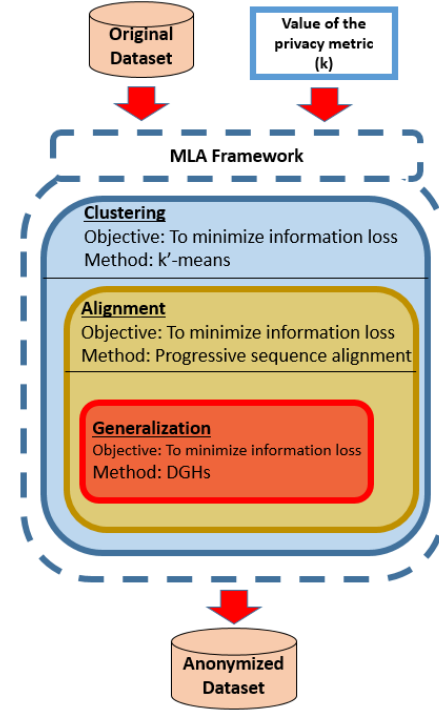 Original
Dataset
Value of the
privacy metric
(k)
MLA Framework
Clustering
Objective: To minimize information loss
Method: k’-means
Alignment
Objective: To minimize information loss
Method: Progressive sequence alignment
Generalization
Objective: To minimize information loss
Method: DGHs
Anonymized
Dataset